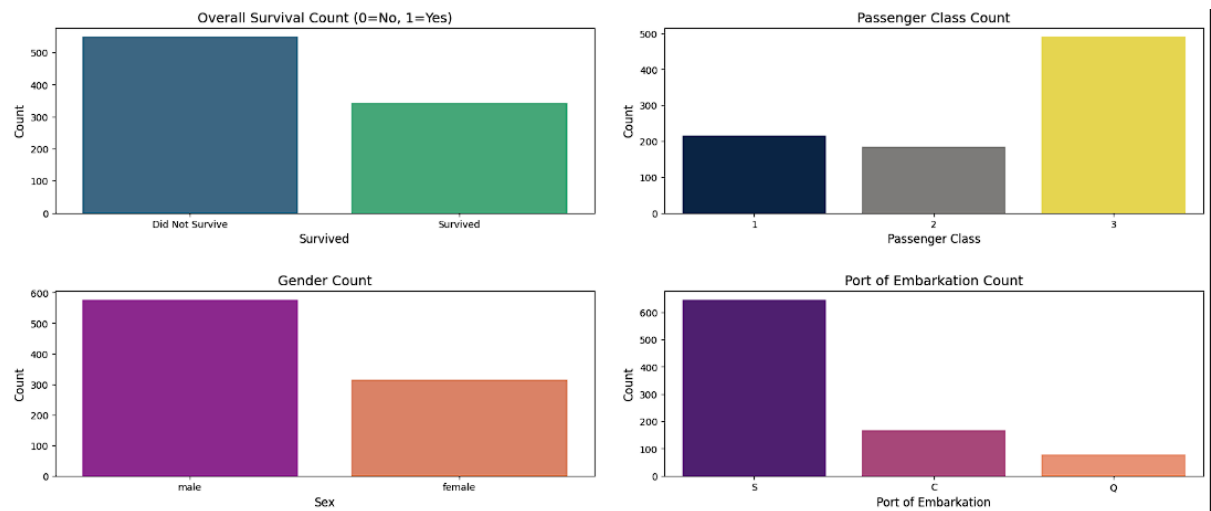 Overall Survival Count (0=No, 1=Yes)
500
400
300
200
100
0
Count
Did Not Survive Survived
Survived
Passenger Class Count
500
400
300
200
100
0
Count
1 2 3
Passenger Class
Gender Count
600
500
400
300
200
100
0
Count
male female
Sex
Port of Embarkation Count
600
500
400
300
200
100
0
Count
S C Q
Port of Embarkation